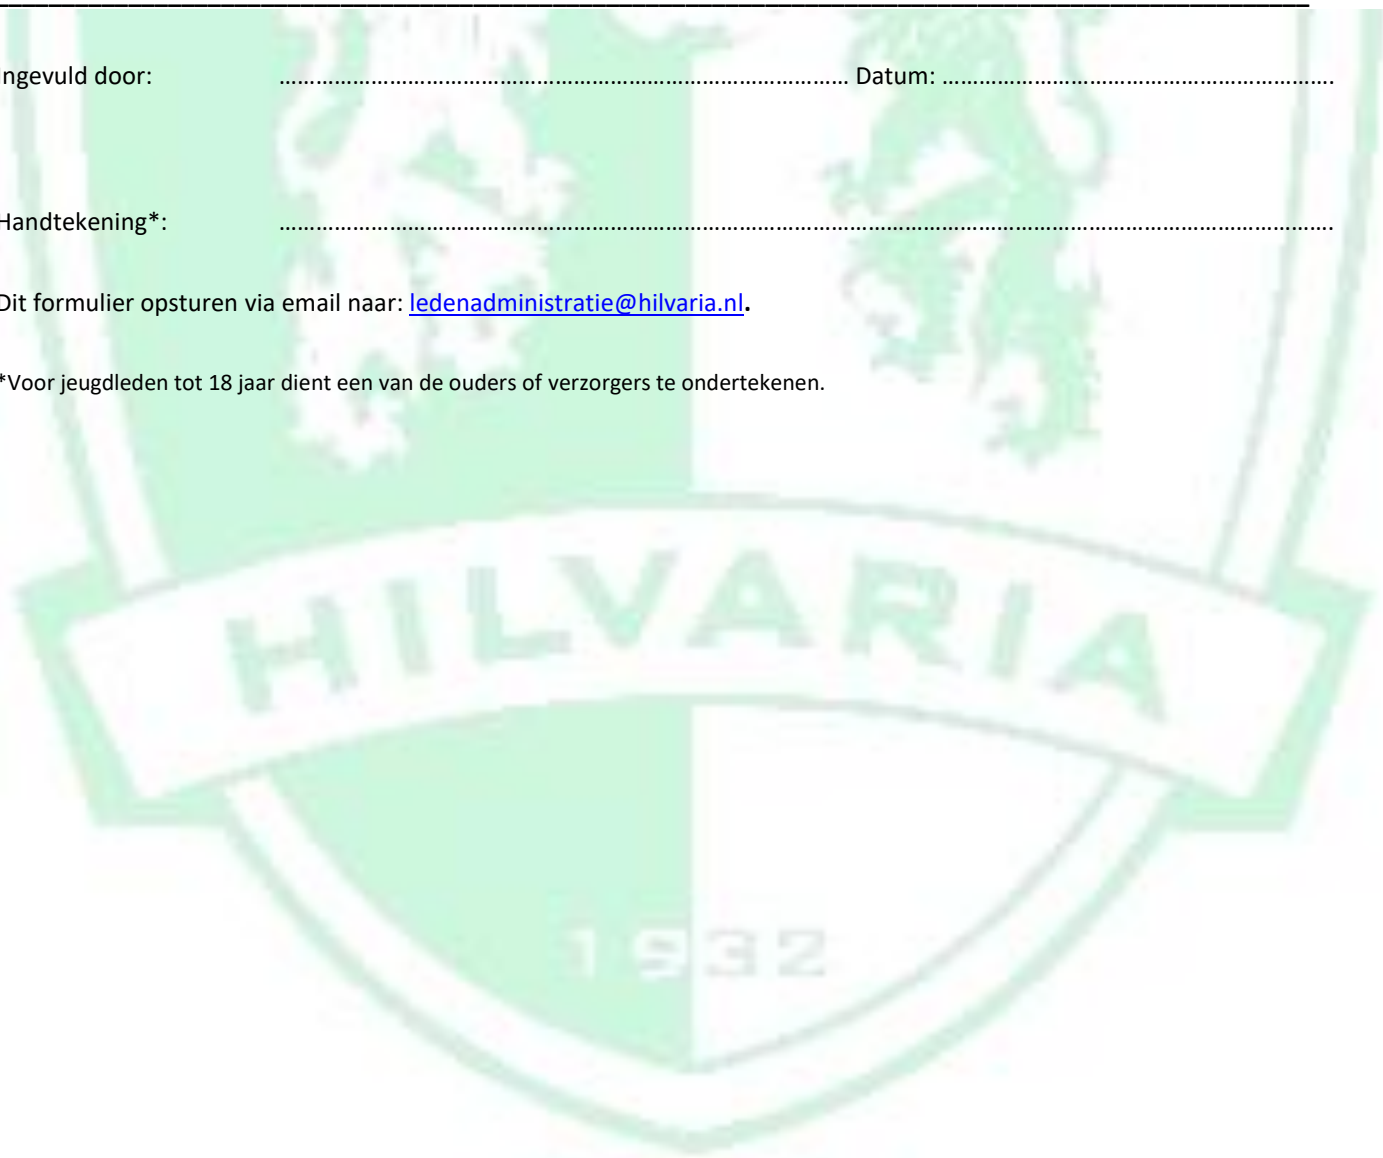 Ingevuld door: ………………………………………………………………………………… Datum: ……………………………………………………….
Handtekening*: ……………………………………………………………………………………………………………………………………………………….
Dit formulier opsturen via email naar: ledenadministratie@hilvaria.nl.
*Voor jeugdleden tot 18 jaar dient een van de ouders of verzorgers te ondertekenen.
HILVARIA
1932